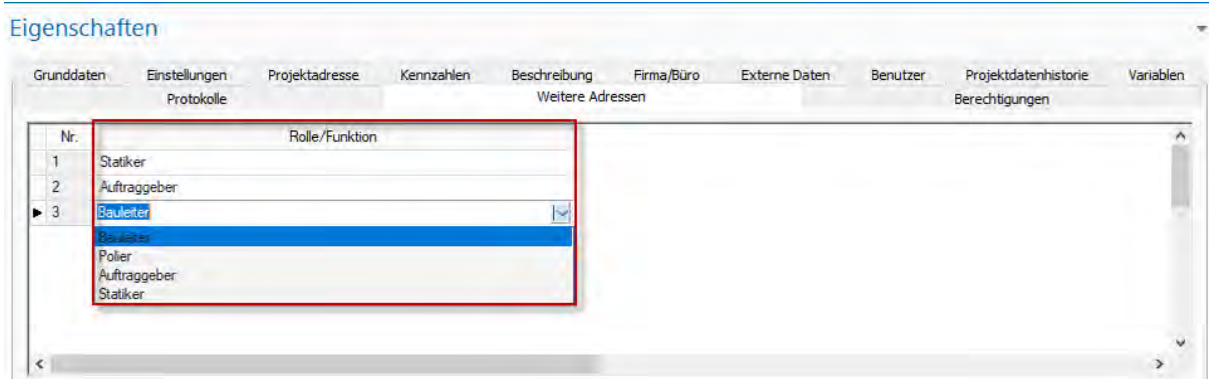 Eigenschaften
Grunddaten Einstellungen Projektadresse Kennzahlen Beschreibung Firma/Büro Externe Daten Benutzer Projektdatenhistorie Variablen
Protokolle Weitere Adressen Berechtigungen
Nr. Rolle/Funktion
1 Statiker
2 Auftraggeber
3 Bauleiter
Bauleiter
Polier
Auftraggeber
Statiker